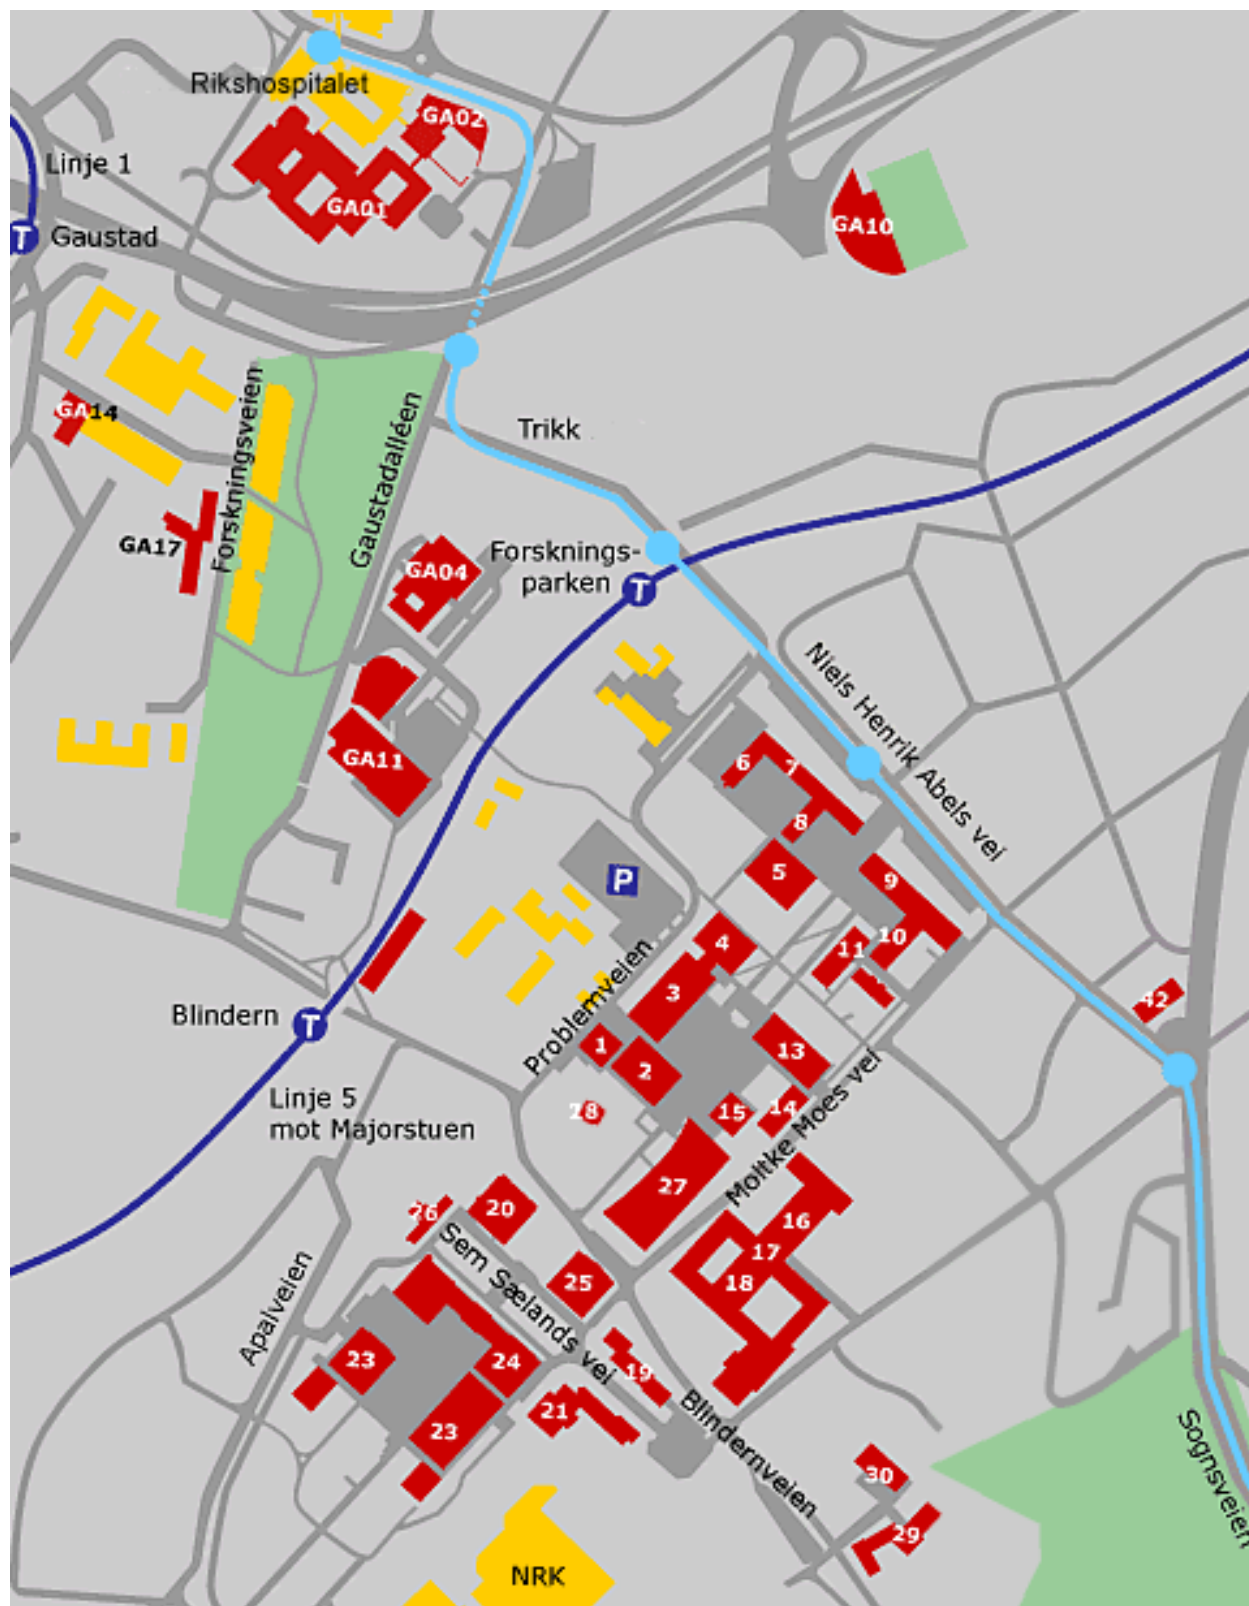 Rikshospitalet
GA02
Linje 1
GA01
T
Gaustad
GA10
GA14
Forskningsveien
Gaustadalléen
Trikk
GA17
GA04
Forsknings-
parken
T
Niels Henrik Abels vei
GA11
6
7
8
5
P
9
4
10
11
3
42
Problemveien
Blindern
T
1
2
13
Linje 5
mot Majorstuen
28
15
14
Moltke Moes vei
27
20
26
16
Sem Sælands vei
17
18
25
Apalveien
23
24
19
21
23
Blindernveien
Sognsveien
30
29
NRK